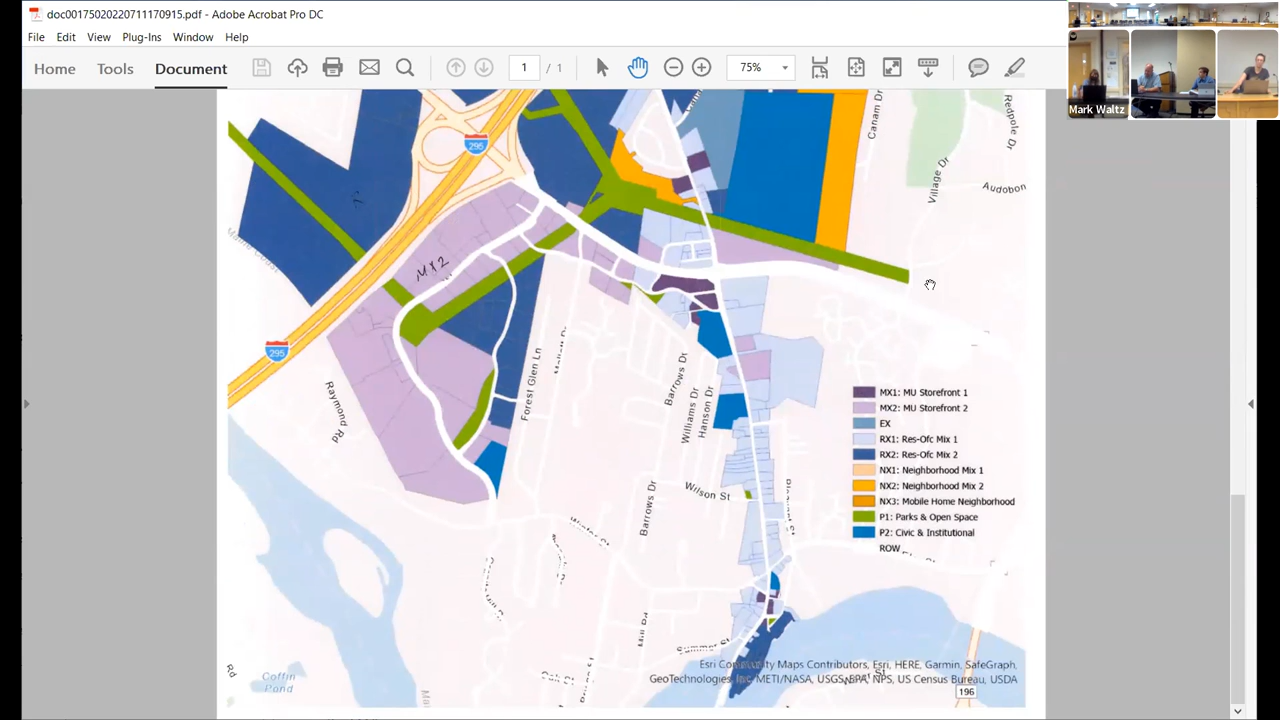 doc00175020220711170915.pdf - Adobe Acrobat Pro DC
File Edit View Plug-Ins Window Help
Home Tools Document 1 / 1 75%
Mark Waltz
295
Canam Dr
Redpole Dr
Village Dr
Audobon
MX2
295
Raymond Rd
Forest Glen Ln
Barrows Dr
Williams Dr
Hanson Dr
MX1: MU Storefront 1
MX2: MU Storefront 2
EX
RX1: Res-Ofc Mix 1
RX2: Res-Ofc Mix 2
NX1: Neighborhood Mix 1
NX2: Neighborhood Mix 2
NX3: Mobile Home Neighborhood
P1: Parks & Open Space
P2: Civic & Institutional
ROW
Wilson St
Barrows Dr
Mill Rd
Summer St
Rd
Coffin
Pond
Esri Community Maps Contributors, Esri, HERE, Garmin, SafeGraph,
GeoTechnologies, Inc, METI/NASA, USGS, EPA, NPS, US Census Bureau, USDA
196